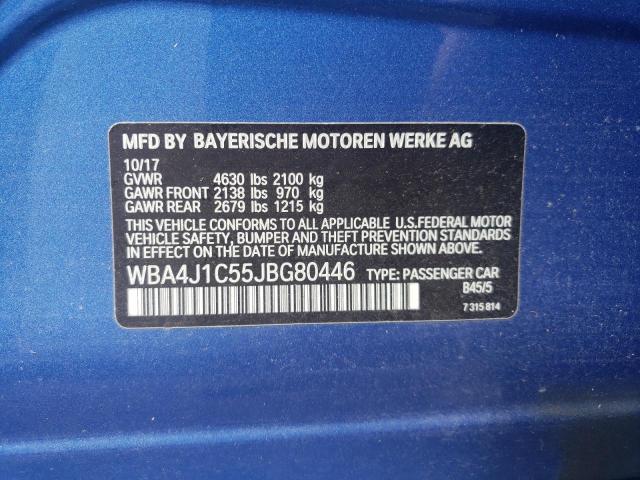 MFD BY BAYERISCHE MOTOREN WERKE AG
10/17
GVWR 4630 lbs 2100 kg
GAWR FRONT 2138 lbs 970 kg
GAWR REAR 2679 lbs 1215 kg
THIS VEHICLE CONFORMS TO ALL APPLICABLE U.S.FEDERAL MOTOR
VEHICLE SAFETY, BUMPER AND THEFT PREVENTION STANDARDS
IN EFFECT ON THE DATE OF MANUFACTURE SHOWN ABOVE.
WBA4J1C55JBG80446 TYPE: PASSENGER CAR
B45/5
7 315 814